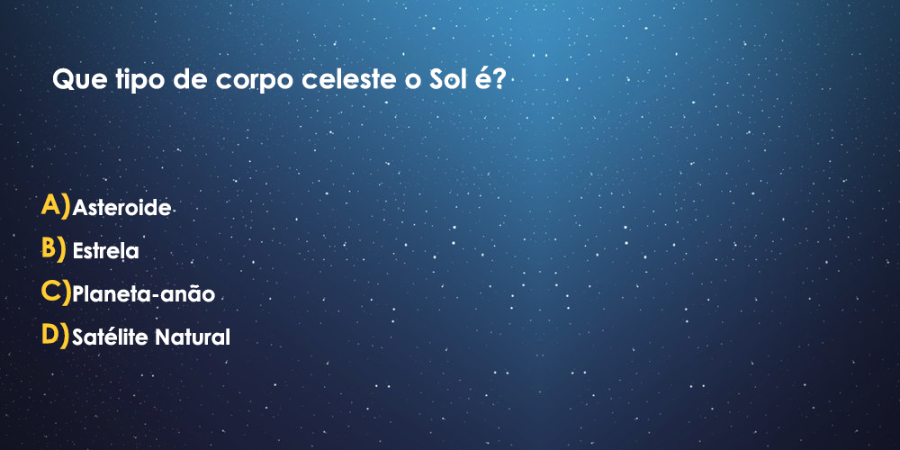 Que tipo de corpo celeste o Sol é?
A) Asteroide
B) Estrela
C) Planeta-anão
D) Satélite Natural